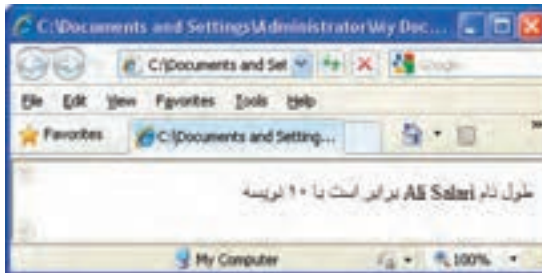 C:\Documents and Settings\Administrator\My Doc...
C:\Documents and Set
Google
File Edit View Favorites Tools Help
Favorites C:\Documents and Setting... »
طول نام Ali Salari برابر است با ۱۰ نویسه
My Computer 100%